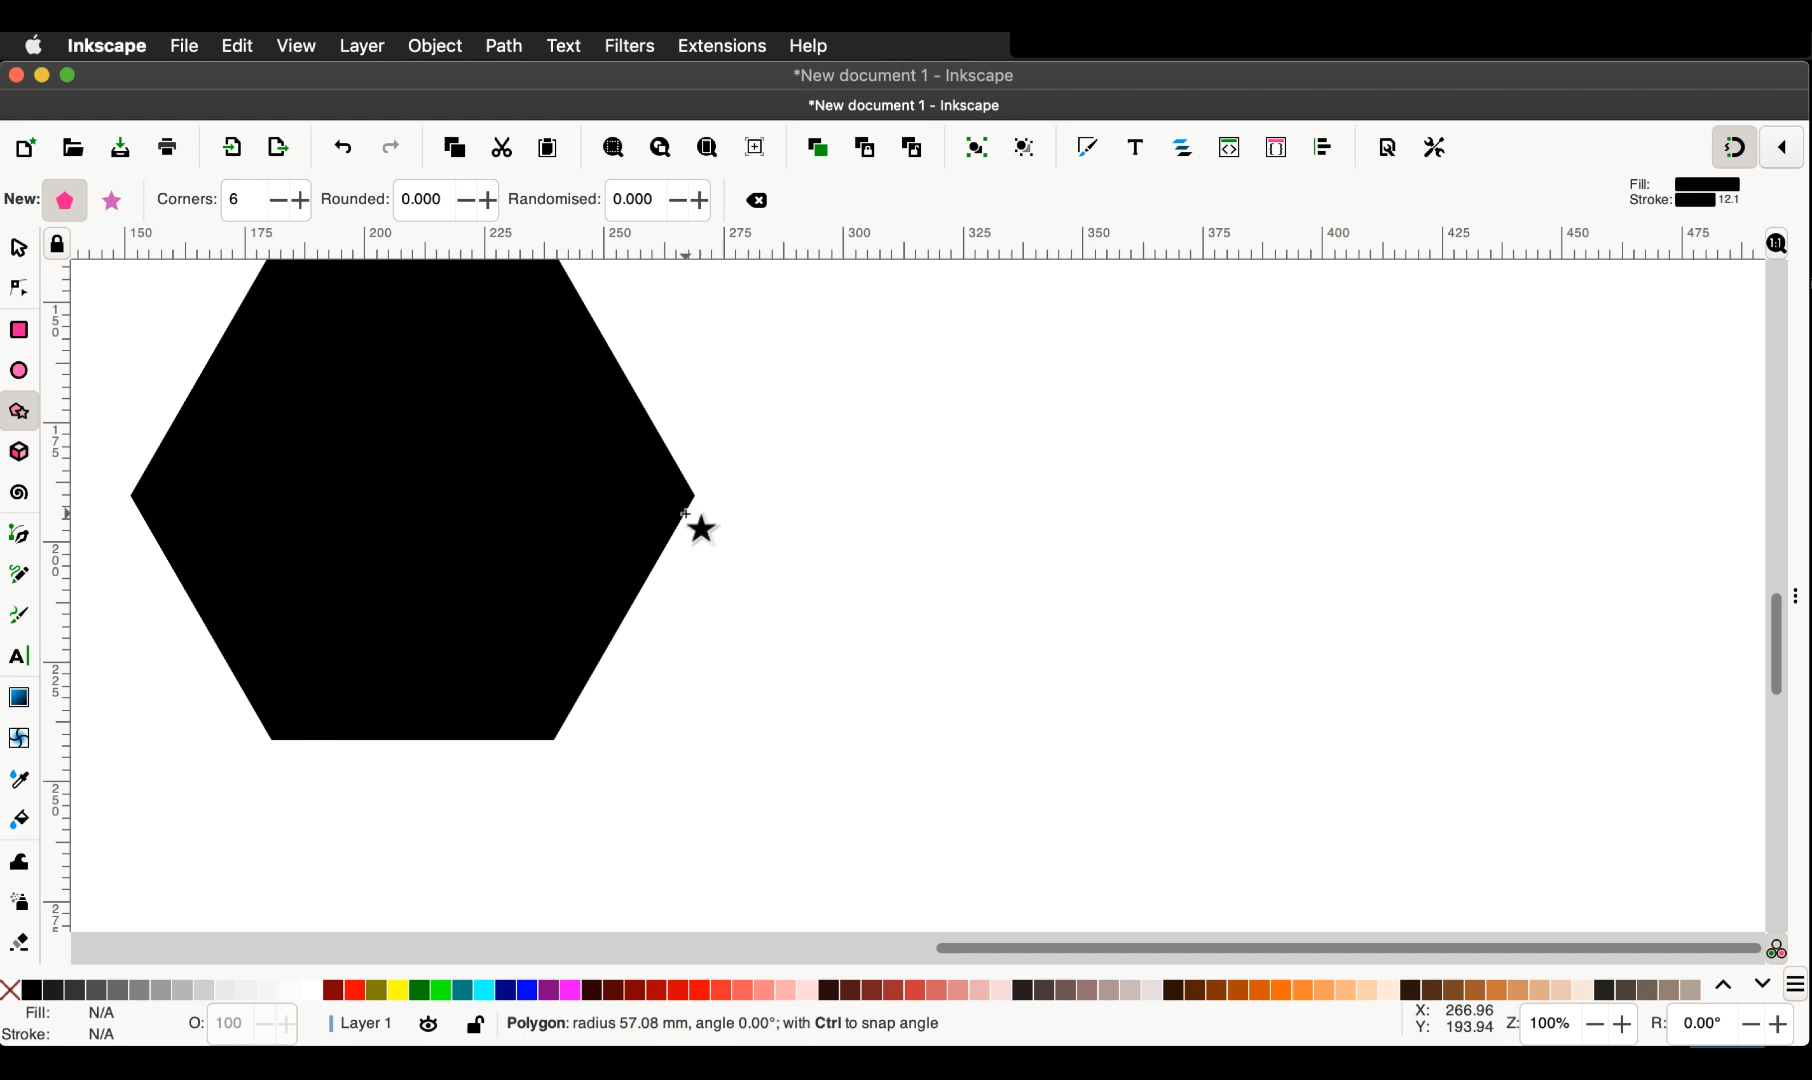 Inkscape File Edit View Layer Object Path Text Filters Extensions Help
*New document 1 - Inkscape
*New document 1 - Inkscape
New: Corners: 6 Rounded: 0.000 Randomised: 0.000 Fill:
Stroke: 12.1
150 175 200 225 250 275 300 325 350 375 400 425 450 475
1:1
150
175
200
225
250
275
Fill: N/A
Stroke: N/A
O: 100 Layer 1 Polygon: radius 57.08 mm, angle 0.00°; with Ctrl to snap angle
X: 266.96
Y: 193.94
Z: 100% R: 0.00°